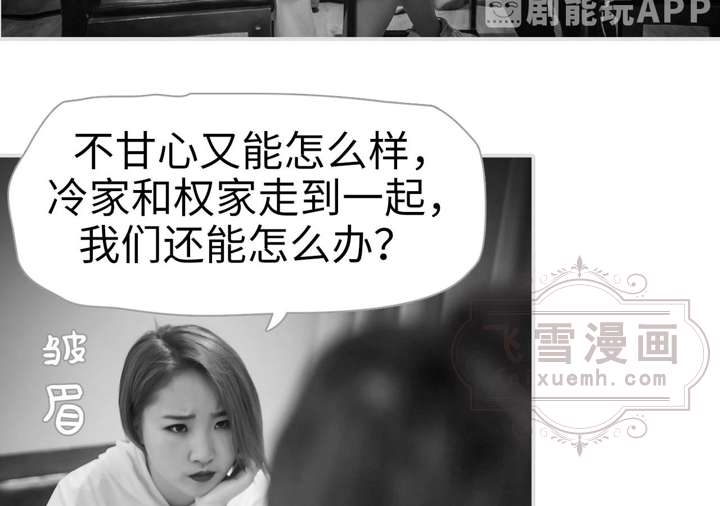 剧能玩APP
不甘心又能怎么样，
冷家和权家走到一起，
我们还能怎么办？
皱
眉
飞雪漫画
feixuemh.com